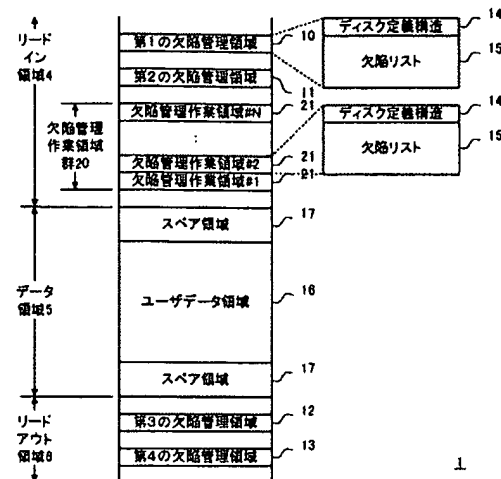 リード
イン
領域4
第1の欠陥管理領域
10
第2の欠陥管理領域
11
欠陥管理
作業領域
群20
欠陥管理作業領域#N
21
:
欠陥管理作業領域#2
21
欠陥管理作業領域#1
21
ディスク定義構造
14
欠陥リスト
15
ディスク定義構造
14
欠陥リスト
15
データ
領域5
スペア領域
17
ユーザデータ領域
16
スペア領域
17
リード
アウト
領域6
第3の欠陥管理領域
12
第4の欠陥管理領域
13
1